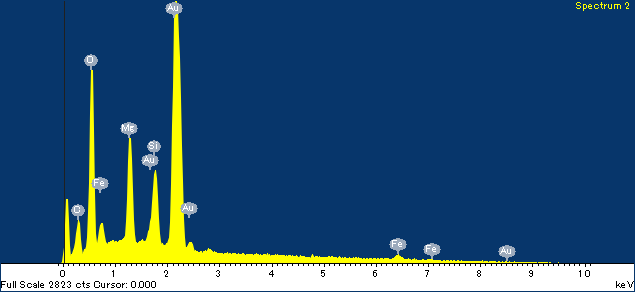 Spectrum 2
Au
O
Mg
Si
Au
Fe
O
Au
Fe
Fe
Au
0 1 2 3 4 5 6 7 8 9 10
Full Scale 2823 cts Cursor: 0.000 keV